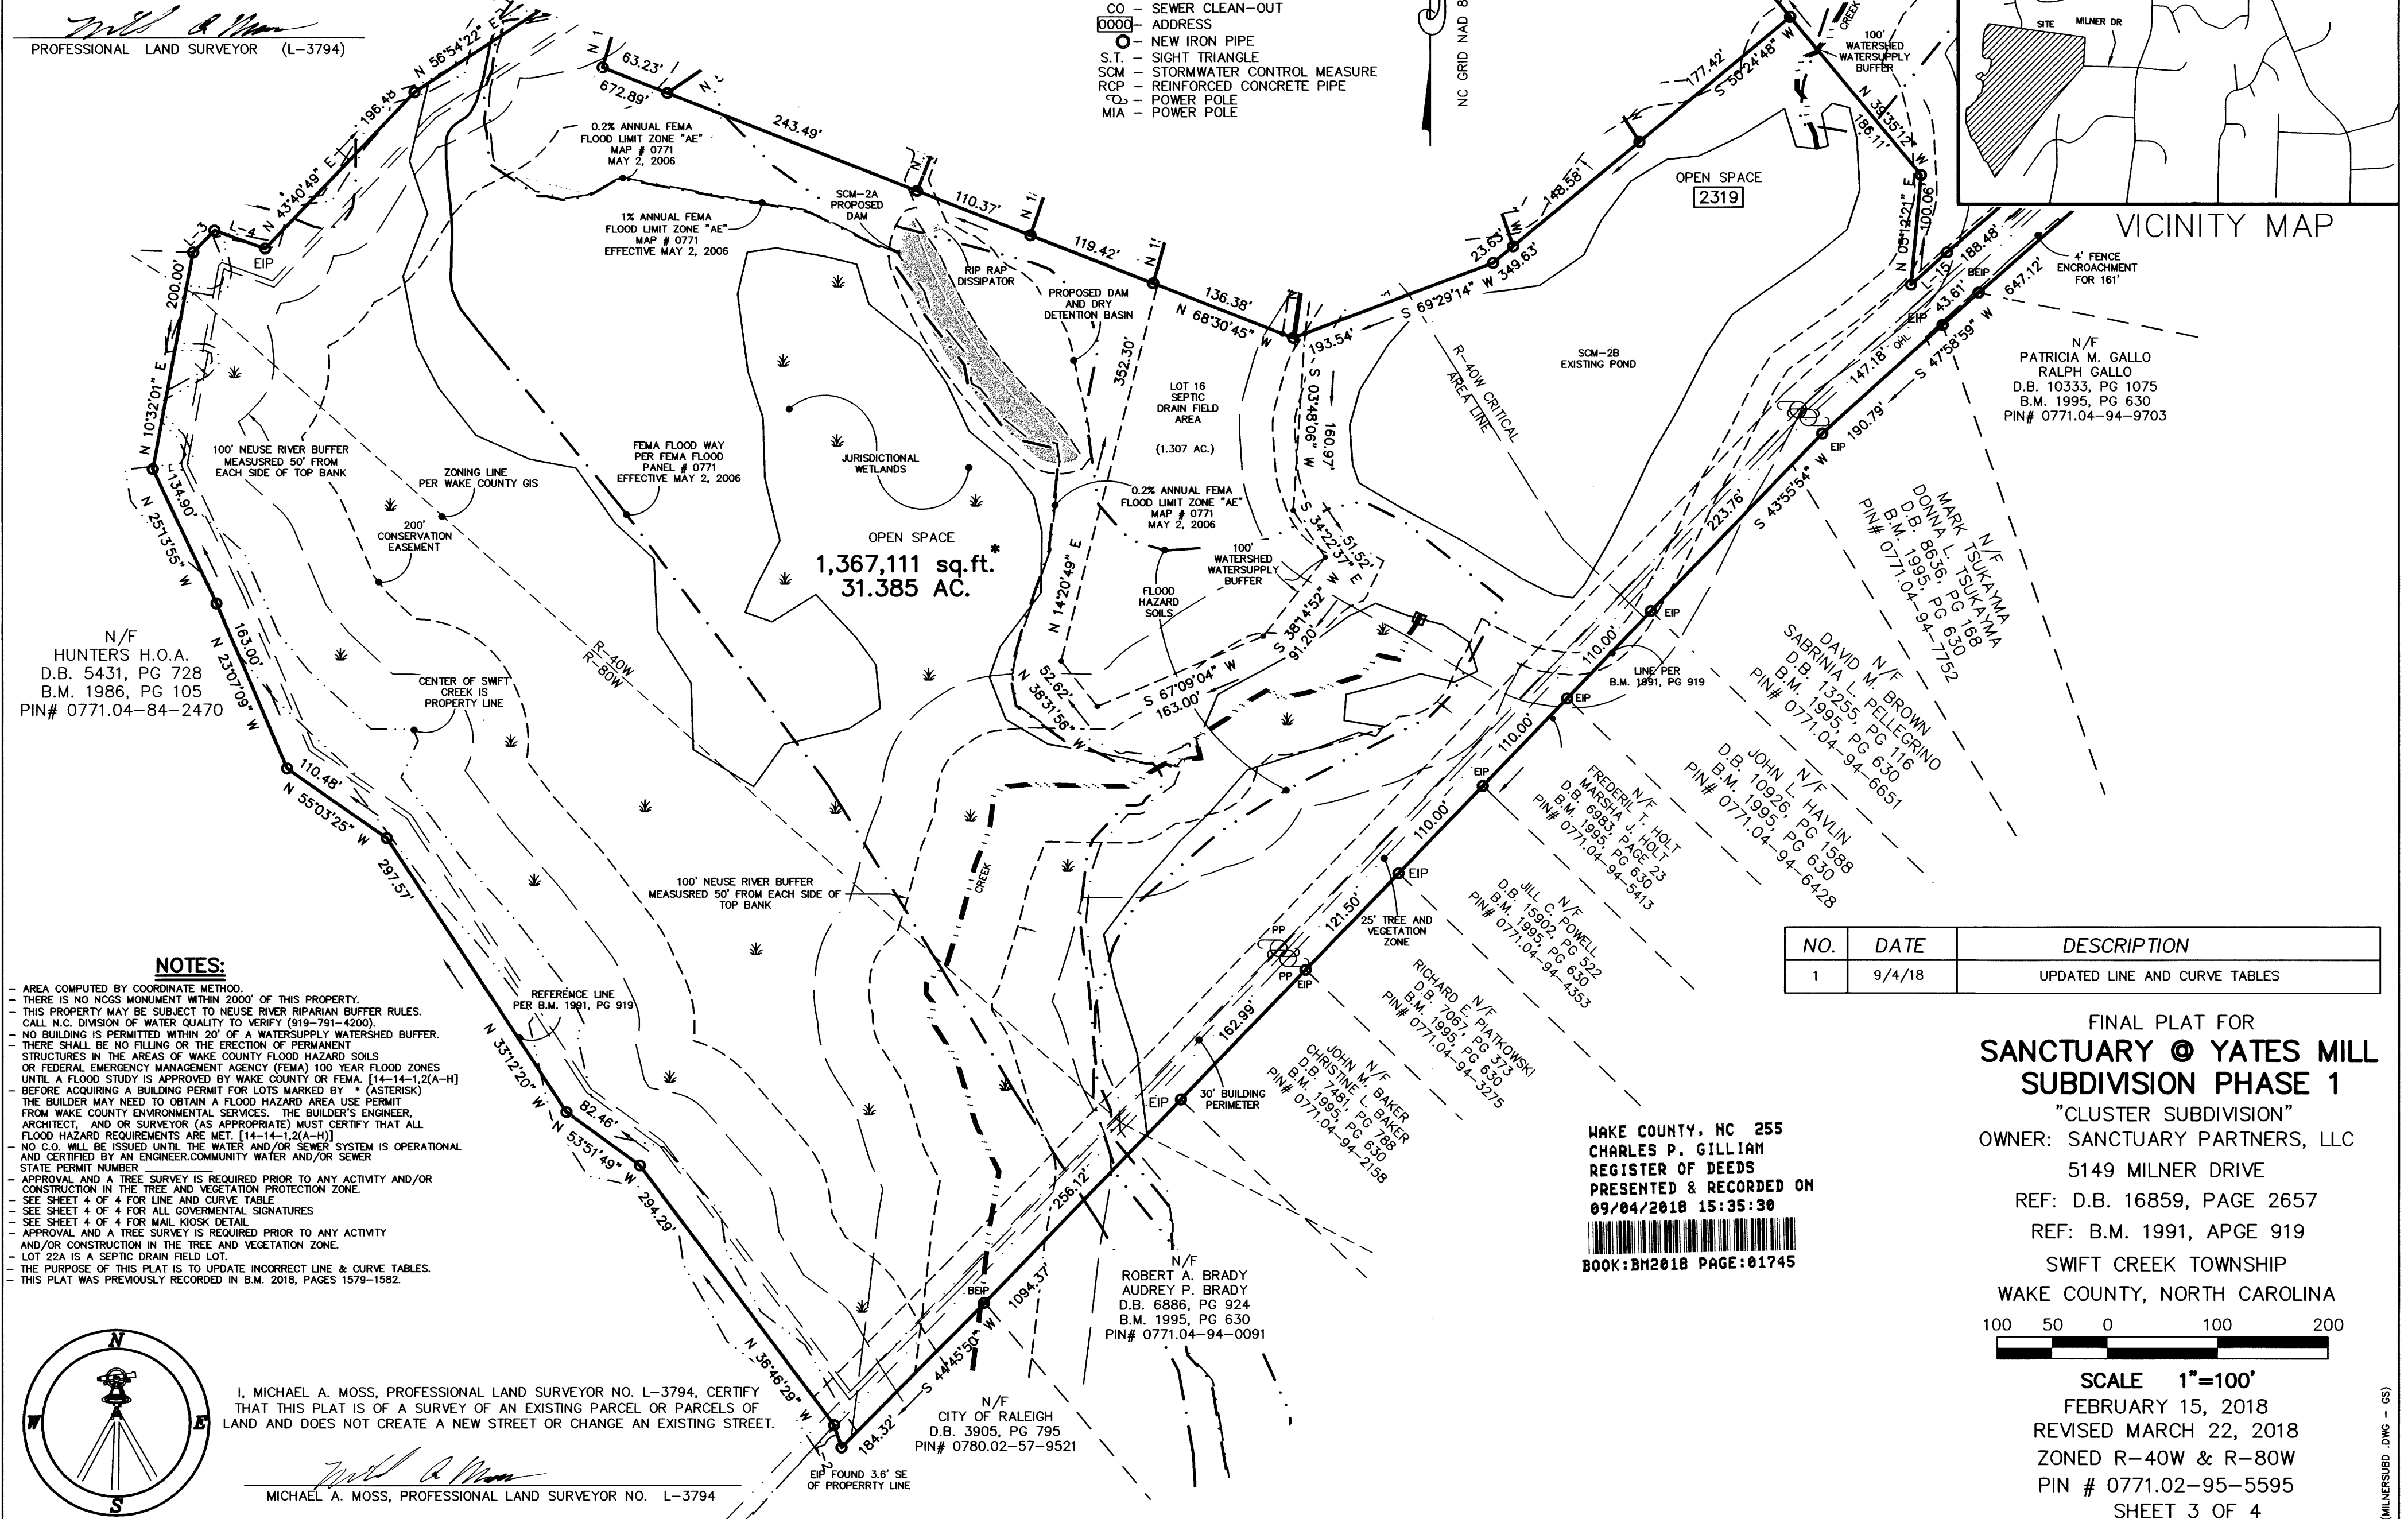 PROFESSIONAL LAND SURVEYOR (L-3794)
CO - SEWER CLEAN-OUT
0000 - ADDRESS
- NEW IRON PIPE
S.T. - SIGHT TRIANGLE
SCM - STORMWATER CONTROL MEASURE
RCP - REINFORCED CONCRETE PIPE
- POWER POLE
MIA - POWER POLE
NC GRID NAD 8
SITE
MILNER DR
VICINITY MAP
N 56°54'22" E
196.48
N 43°40'49" E
L-3
L-4
EIP
200.00'
N 10°32'01" E
134.90'
N 25°13'55" W
163.00'
N 23°07'09" W
110.48'
N 55°03'25" W
297.57'
N 33°12'20" W
82.46'
N 53°51'49" W
294.29'
N 36°46'29" W
N 1
63.23'
672.89'
243.49'
110.37'
119.42'
136.38'
N 68°30'45" W
193.54'
S 69°29'14" W
349.63'
23.63'
148.58'
177.42'
S 50°24'48" W
CREEK
100'
WATERSHED
WATERSUPPLY
BUFFER
N 39°35'12" W
186.11'
N 05°12'21" E
100.06'
L-15
188.48'
BEIP
43.61'
647.12'
EIP
S 47°58'59" W
4' FENCE
ENCROACHMENT
FOR 161'
OPEN SPACE
2319
SCM-2B
EXISTING POND
R-40W CRITICAL
AREA LINE
0.2% ANNUAL FEMA
FLOOD LIMIT ZONE "AE"
MAP # 0771
MAY 2, 2006
1% ANNUAL FEMA
FLOOD LIMIT ZONE "AE"
MAP # 0771
EFFECTIVE MAY 2, 2006
SCM-2A
PROPOSED
DAM
RIP RAP
DISSIPATOR
PROPOSED DAM
AND DRY
DETENTION BASIN
352.30'
N 14°20'49" E
LOT 16
SEPTIC
DRAIN FIELD
AREA
(1.307 AC.)
S 03°48'06" W
160.97'
0.2% ANNUAL FEMA
FLOOD LIMIT ZONE "AE"
MAP # 0771
MAY 2, 2006
S 34°22'37" E
51.52'
100'
WATERSHED
WATERSUPPLY
BUFFER
FLOOD
HAZARD
SOILS
S 38°14'52" W
91.20'
S 67°09'04" W
163.00'
52.62'
N 38°31'56" W
100' NEUSE RIVER BUFFER
MEASUSRED 50' FROM
EACH SIDE OF TOP BANK
ZONING LINE
PER WAKE COUNTY GIS
FEMA FLOOD WAY
PER FEMA FLOOD
PANEL # 0771
EFFECTIVE MAY 2, 2006
JURISDICTIONAL
WETLANDS
200'
CONSERVATION
EASEMENT
OPEN SPACE
1,367,111 sq.ft.*
31.385 AC.
R-40W
R-80W
CENTER OF SWIFT
CREEK IS
PROPERTY LINE
N/F
HUNTERS H.O.A.
D.B. 5431, PG 728
B.M. 1986, PG 105
PIN# 0771.04-84-2470
100' NEUSE RIVER BUFFER
MEASUSRED 50' FROM EACH SIDE OF
TOP BANK
CREEK
REFERENCE LINE
PER B.M. 1991, PG 919
OHL
147.18'
190.79'
EIP
S 43°55'54" W
223.76'
EIP
110.00'
LINE PER
B.M. 1991, PG 919
EIP
110.00'
EIP
110.00'
EIP
25' TREE AND
VEGETATION
ZONE
121.50'
PP
PP
EIP
162.99'
EIP
30' BUILDING
PERIMETER
256.12'
1094.37'
BEIP
S 44°45'50" W
184.32'
EIP FOUND 3.6' SE
OF PROPERRTY LINE
N/F
PATRICIA M. GALLO
RALPH GALLO
D.B. 10333, PG 1075
B.M. 1995, PG 630
PIN# 0771.04-94-9703
N/F
MARK TSUKAYMA
DONNA L. TSUKAYMA
D.B. 8636, PG 168
B.M. 1995, PG 630
PIN# 0771.04-94-7752
N/F
DAVID M. BROWN
SABRINIA L. PELLEGRINO
D.B. 13255, PG 116
B.M. 1995, PG 630
PIN# 0771.04-94-6651
N/F
JOHN L. HAVLIN
D.B. 10926, PG 1588
B.M. 1995, PG 630
PIN# 0771.04-94-6428
N/F
FREDERIL T. HOLT
MARSHA J. HOLT
D.B. 6983, PAGE 23
B.M. 1995, PG 630
PIN# 0771.04-94-5413
N/F
JILL C. POWELL
D.B. 15902, PG 522
B.M. 1995, PG 630
PIN# 0771.04-94-4353
N/F
RICHARD E. PIATKOWSKI
D.B. 7067, PG 373
B.M. 1995, PG 630
PIN# 0771.04-94-3275
N/F
JOHN M. BAKER
CHRISTINE L. BAKER
D.B. 7481, PG 788
B.M. 1995, PG 630
PIN# 0771.04-94-2158
N/F
ROBERT A. BRADY
AUDREY P. BRADY
D.B. 6886, PG 924
B.M. 1995, PG 630
PIN# 0771.04-94-0091
N/F
CITY OF RALEIGH
D.B. 3905, PG 795
PIN# 0780.02-57-9521
NOTES:
- AREA COMPUTED BY COORDINATE METHOD.
- THERE IS NO NCGS MONUMENT WITHIN 2000' OF THIS PROPERTY.
- THIS PROPERTY MAY BE SUBJECT TO NEUSE RIVER RIPARIAN BUFFER RULES.
CALL N.C. DIVISION OF WATER QUALITY TO VERIFY (919-791-4200).
- NO BUILDING IS PERMITTED WITHIN 20' OF A WATERSUPPLY WATERSHED BUFFER.
- THERE SHALL BE NO FILLING OR THE ERECTION OF PERMANENT
STRUCTURES IN THE AREAS OF WAKE COUNTY FLOOD HAZARD SOILS
OR FEDERAL EMERGENCY MANAGEMENT AGENCY (FEMA) 100 YEAR FLOOD ZONES
UNTIL A FLOOD STUDY IS APPROVED BY WAKE COUNTY OR FEMA. [14-14-1,2(A-H]
- BEFORE ACQUIRING A BUILDING PERMIT FOR LOTS MARKED BY * (ASTERISK)
THE BUILDER MAY NEED TO OBTAIN A FLOOD HAZARD AREA USE PERMIT
FROM WAKE COUNTY ENVIRONMENTAL SERVICES. THE BUILDER'S ENGINEER,
ARCHITECT, AND OR SURVEYOR (AS APPROPRIATE) MUST CERTIFY THAT ALL
FLOOD HAZARD REQUIREMENTS ARE MET. [14-14-1,2(A-H)]
- NO C.O. WILL BE ISSUED UNTIL THE WATER AND/OR SEWER SYSTEM IS OPERATIONAL
AND CERTIFIED BY AN ENGINEER.COMMUNITY WATER AND/OR SEWER
STATE PERMIT NUMBER
- APPROVAL AND A TREE SURVEY IS REQUIRED PRIOR TO ANY ACTIVITY AND/OR
CONSTRUCTION IN THE TREE AND VEGETATION PROTECTION ZONE.
- SEE SHEET 4 OF 4 FOR LINE AND CURVE TABLE
- SEE SHEET 4 OF 4 FOR ALL GOVERMENTAL SIGNATURES
- SEE SHEET 4 OF 4 FOR MAIL KIOSK DETAIL
- APPROVAL AND A TREE SURVEY IS REQUIRED PRIOR TO ANY ACTIVITY
AND/OR CONSTRUCTION IN THE TREE AND VEGETATION ZONE.
- LOT 22A IS A SEPTIC DRAIN FIELD LOT.
- THE PURPOSE OF THIS PLAT IS TO UPDATE INCORRECT LINE & CURVE TABLES.
- THIS PLAT WAS PREVIOUSLY RECORDED IN B.M. 2018, PAGES 1579-1582.
N
W
E
S
I, MICHAEL A. MOSS, PROFESSIONAL LAND SURVEYOR NO. L-3794, CERTIFY
THAT THIS PLAT IS OF A SURVEY OF AN EXISTING PARCEL OR PARCELS OF
LAND AND DOES NOT CREATE A NEW STREET OR CHANGE AN EXISTING STREET.
MICHAEL A. MOSS, PROFESSIONAL LAND SURVEYOR NO. L-3794
WAKE COUNTY, NC 255
CHARLES P. GILLIAM
REGISTER OF DEEDS
PRESENTED & RECORDED ON
09/04/2018 15:35:30
BOOK:BM2018 PAGE:01745
NO. DATE DESCRIPTION
1 9/4/18 UPDATED LINE AND CURVE TABLES
FINAL PLAT FOR
SANCTUARY @ YATES MILL
SUBDIVISION PHASE 1
"CLUSTER SUBDIVISION"
OWNER: SANCTUARY PARTNERS, LLC
5149 MILNER DRIVE
REF: D.B. 16859, PAGE 2657
REF: B.M. 1991, APGE 919
SWIFT CREEK TOWNSHIP
WAKE COUNTY, NORTH CAROLINA
100 50 0 100 200
SCALE 1"=100'
FEBRUARY 15, 2018
REVISED MARCH 22, 2018
ZONED R-40W & R-80W
PIN # 0771.02-95-5595
SHEET 3 OF 4
(MILNERSUBD .DWG - GS)